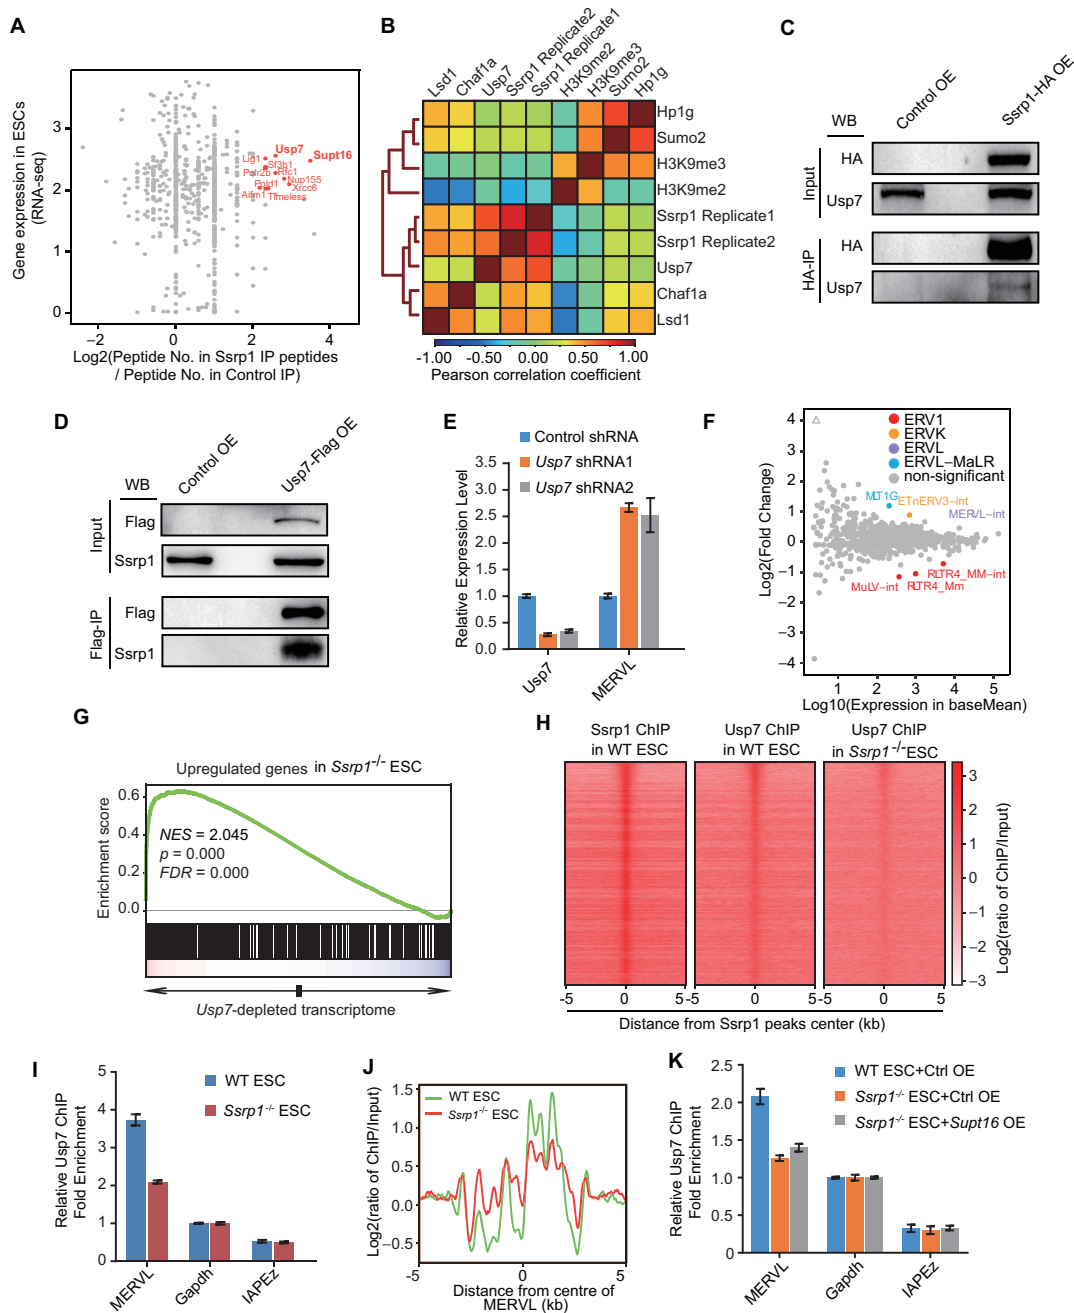 A
Gene expression in ESCs
(RNA-seq)
3
2
1
0
Usp7
Supt16
Lig1
Sf3b1
Polr2b
Rfc1
Nup155
Pold1
Xrcc6
Aifm1
Timeless
-2
0
2
4
Log2(Peptide No. in Ssrp1 IP peptides
/ Peptide No. in Control IP)
B
Lsd1
Chaf1a
Usp7
Ssrp1 Replicate2
Ssrp1 Replicate1
H3K9me2
H3K9me3
Sumo2
Hp1g
Hp1g
Sumo2
H3K9me3
H3K9me2
Ssrp1 Replicate1
Ssrp1 Replicate2
Usp7
Chaf1a
Lsd1
-1.00 -0.50 0.00 0.50 1.00
Pearson correlation coefficient
C
Control OE
Ssrp1-HA OE
WB
Input
HA
Usp7
HA-IP
HA
Usp7
D
Control OE
Usp7-Flag OE
WB
Input
Flag
Ssrp1
Flag-IP
Flag
Ssrp1
E
Control shRNA
Usp7 shRNA1
Usp7 shRNA2
Relative Expression Level
3.5
3.0
2.5
2.0
1.5
1.0
0.5
0.0
Usp7
MERVL
F
ERV1
ERVK
ERVL
ERVL−MaLR
non-significant
Log2(Fold Change)
4
3
2
1
0
−1
−2
−3
−4
MLT1G
ETnERV3−int
MERVL−int
RLTR4_MM−int
MuLV−int
RLTR4_Mm
1 2 3 4 5
Log10(Expression in baseMean)
G
Upregulated genes in Ssrp1-/- ESC
Enrichment score
0.6
0.4
0.2
0.0
NES = 2.045
p = 0.000
FDR = 0.000
Usp7-depleted transcriptome
H
Ssrp1 ChIP
in WT ESC
Usp7 ChIP
in WT ESC
Usp7 ChIP
in Ssrp1-/-ESC
3
2
1
0
−1
−2
−3
Log2(ratio of ChIP/Input)
-5 0 5
-5 0 5
-5 0 5
Distance from Ssrp1 peaks center (kb)
I
WT ESC
Ssrp1-/- ESC
Relative Usp7 ChIP
Fold Enrichment
5
4
3
2
1
0
MERVL
Gapdh
IAPEz
J
WT ESC
Ssrp1-/- ESC
Log2(ratio of ChIP/Input)
1.5
1.0
0.5
0.0
−0.5
-5 0 5
Distance from centre of
MERVL (kb)
K
WT ESC+Ctrl OE
Ssrp1-/- ESC+Ctrl OE
Ssrp1-/- ESC+Supt16 OE
Relative Usp7 ChIP
Fold Enrichment
2.5
2.0
1.5
1.0
0.5
0.0
MERVL
Gapdh
IAPEz